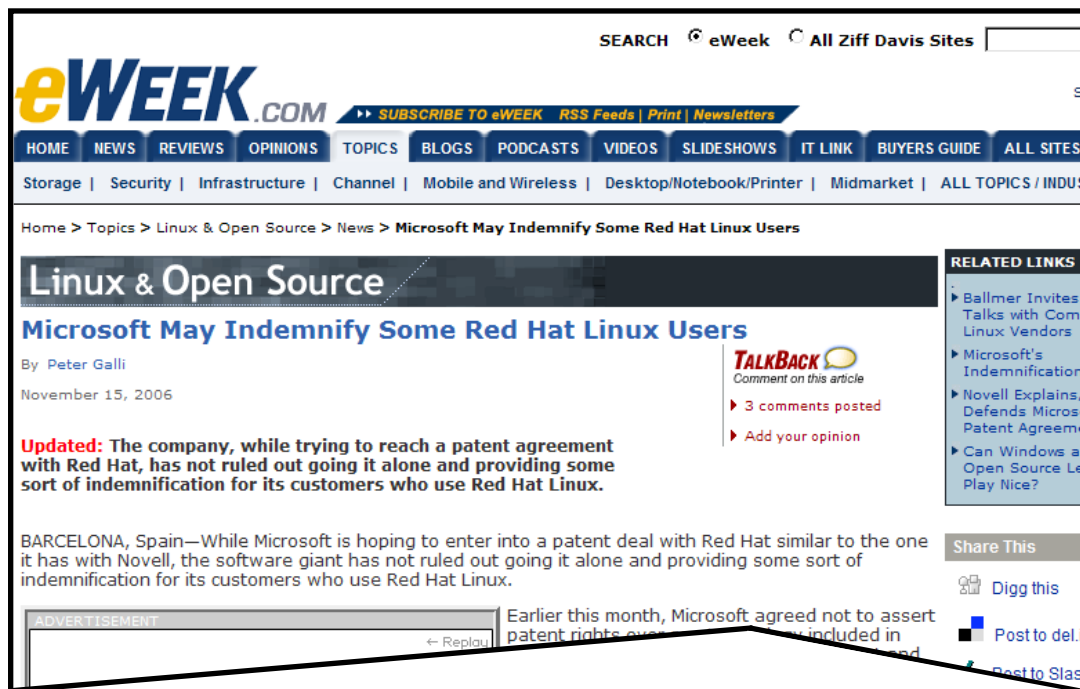 SEARCH eWeek All Ziff Davis Sites
eWEEK.COM
SUBSCRIBE TO eWEEK RSS Feeds | Print | Newsletters
HOME NEWS REVIEWS OPINIONS TOPICS BLOGS PODCASTS VIDEOS SLIDESHOWS IT LINK BUYERS GUIDE ALL SITES
Storage | Security | Infrastructure | Channel | Mobile and Wireless | Desktop/Notebook/Printer | Midmarket | ALL TOPICS /
Home > Topics > Linux & Open Source > News > Microsoft May Indemnify Some Red Hat Linux Users
Linux & Open Source
Microsoft May Indemnify Some Red Hat Linux Users
By Peter Galli
November 15, 2006
TALKBACK
Comment on this article
3 comments posted
Add your opinion
Updated: The company, while trying to reach a patent agreement
with Red Hat, has not ruled out going it alone and providing some
sort of indemnification for its customers who use Red Hat Linux.
BARCELONA, Spain—While Microsoft is hoping to enter into a patent deal with Red Hat similar to the one
it has with Novell, the software giant has not ruled out going it alone and providing some sort of
indemnification for its customers who use Red Hat Linux.
ADVERTISEMENT
← Replay
Earlier this month, Microsoft agreed not to assert
patent rights over included in
and
RELATED LINKS
Ballmer Invites
Talks with
Linux Vendors
Microsoft's
Indemnification
Novell Explains,
Defends
Patent
Can Windows
Open Source
Play Nice?
Share This
Digg this
Post to
Post to